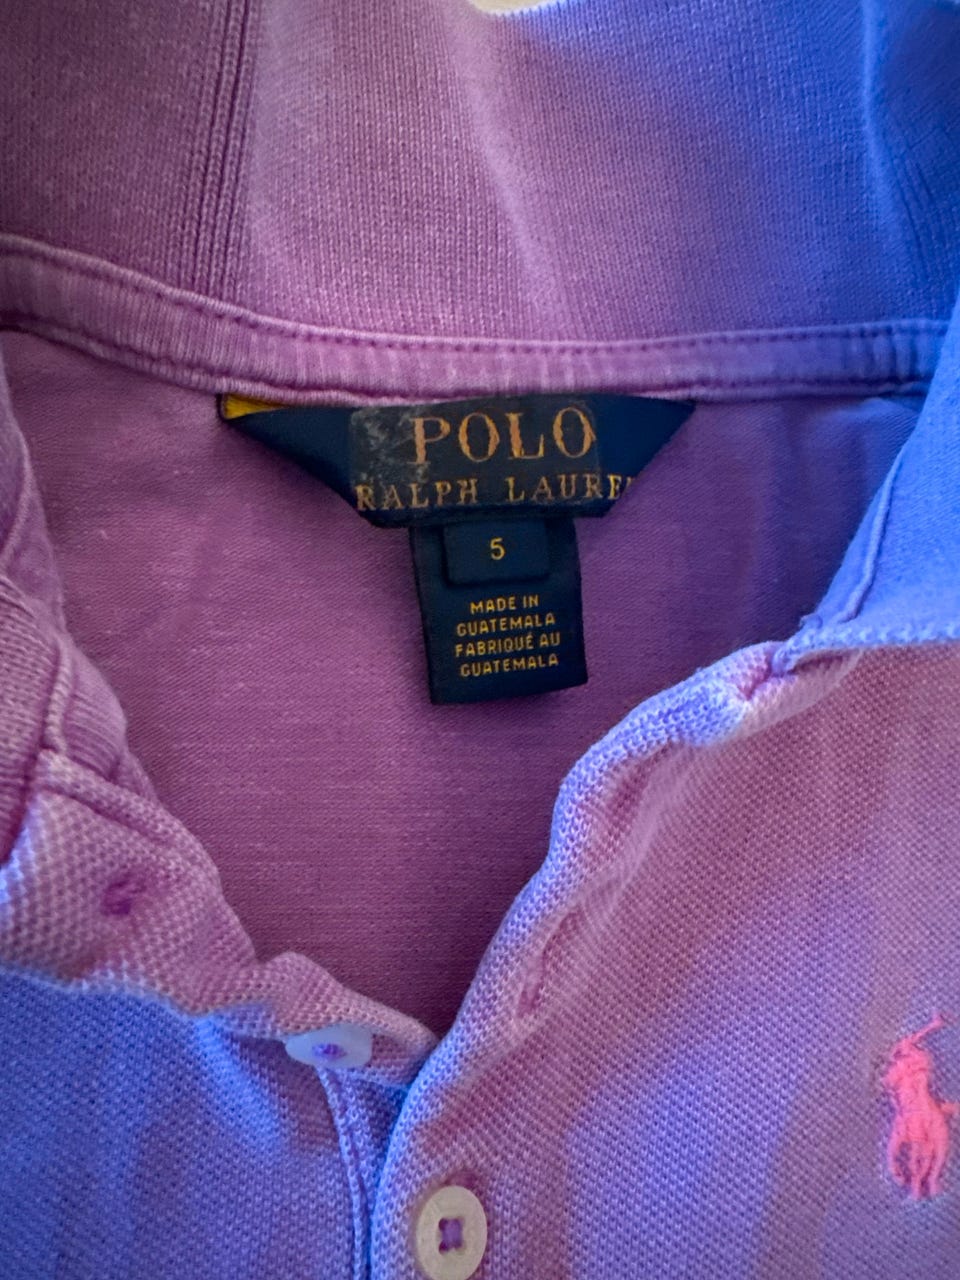 POLO
RALPH LAURE
5
MADE IN
GUATEMALA
FABRIQUÉ AU
GUATEMALA